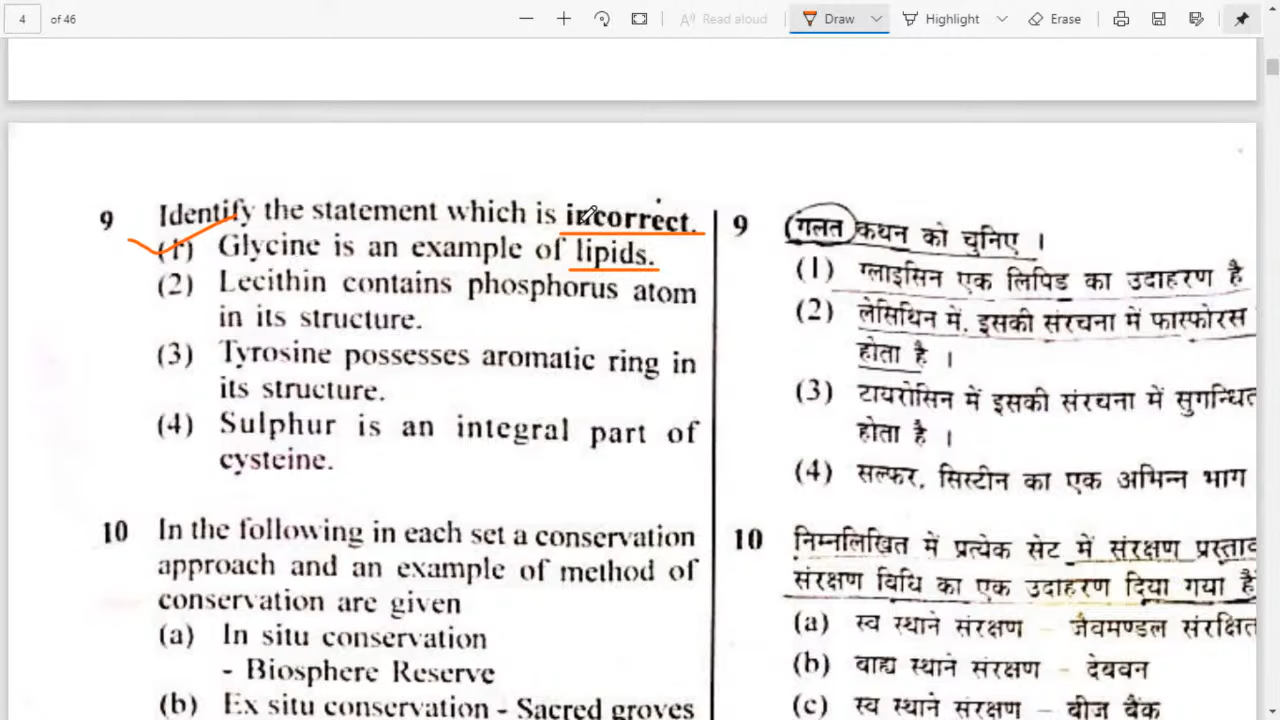 4 of 46
Read aloud
Draw
Highlight
Erase
9 Identify the statement which is incorrect.
(1) Glycine is an example of lipids.
(2) Lecithin contains phosphorus atom
in its structure.
(3) Tyrosine possesses aromatic ring in
its structure.
(4) Sulphur is an integral part of
cysteine.
10 In the following in each set a conservation
approach and an example of method of
conservation are given
(a) In situ conservation
- Biosphere Reserve
(b) Ex situ conservation - Sacred groves
9 गलत कथन को चुनिए ।
(1) ग्लाइसिन एक लिपिड का उदाहरण है
(2) लेसिथिन में, इसकी संरचना में फास्फोरस
होता है ।
(3) टायरोसिन में इसकी संरचना में सुगन्धित
होता है ।
(4) सल्फर, सिस्टीन का एक अभिन्न भाग
10 निम्नलिखित में प्रत्येक सेट में संरक्षण
संरक्षण विधि का एक उदाहरण दिया गया है
(a) स्व स्थाने संरक्षण – जैवमण्डल संरक्षित
(b) बाह्य स्थाने संरक्षण – देववन
(c) स्व स्थाने संरक्षण – बीज बैंक